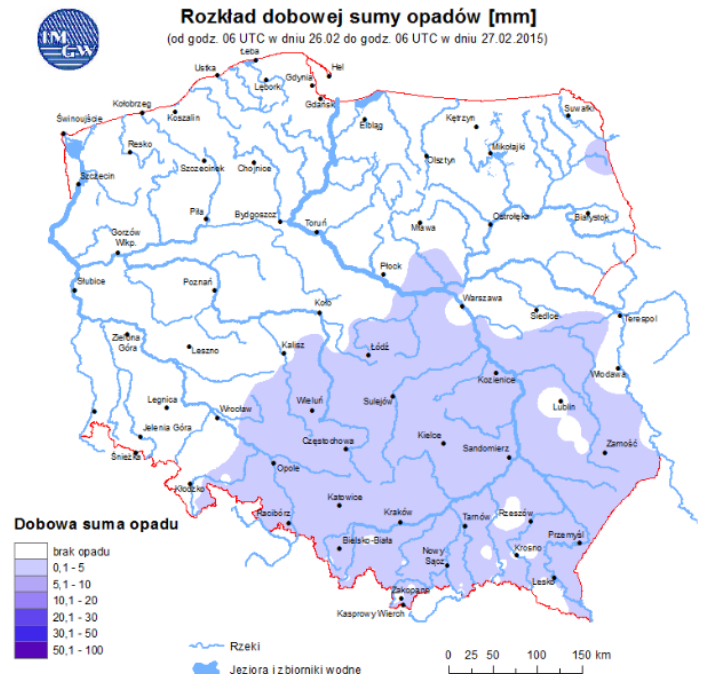 Rozkład dobowej sumy opadów [mm]
(od godz. 06 UTC w dniu 26.02 do godz. 06 UTC w dniu 27.02.2015)
IM
GW
Łeba
Ustka
Hel
Gdynia
Lębork
Gdańsk
Kołobrzeg
Koszalin
Świnoujście
Elbląg
Kętrzyn
Suwałki
Resko
Szczecinek
Chojnice
Olsztyn
Mikołajki
Szczecin
Piła
Bydgoszcz
Toruń
Mława
Ostrołęka
Białystok
Gorzów
Wlkp.
Płock
Słubice
Poznań
Koło
Warszawa
Siedlce
Terespol
Zielona
Góra
Leszno
Kalisz
Łódź
Kozienice
Włodawa
Legnica
Wrocław
Wieluń
Sulejów
Lublin
Jelenia Góra
Częstochowa
Kielce
Zamość
Śnieżka
Opole
Sandomierz
Kłodzko
Katowice
Racibórz
Kraków
Tarnów
Rzeszów
Przemyśl
Bielsko-Biała
Nowy
Sącz
Krosno
Lesko
Zakopane
Kasprowy Wierch
Dobowa suma opadu
brak opadu
0,1 - 5
5,1 - 10
10,1 - 20
20,1 - 30
30,1 - 50
50,1 - 100
Rzeki
Jeziora i zbiorniki wodne
0 25 50 100 150 km